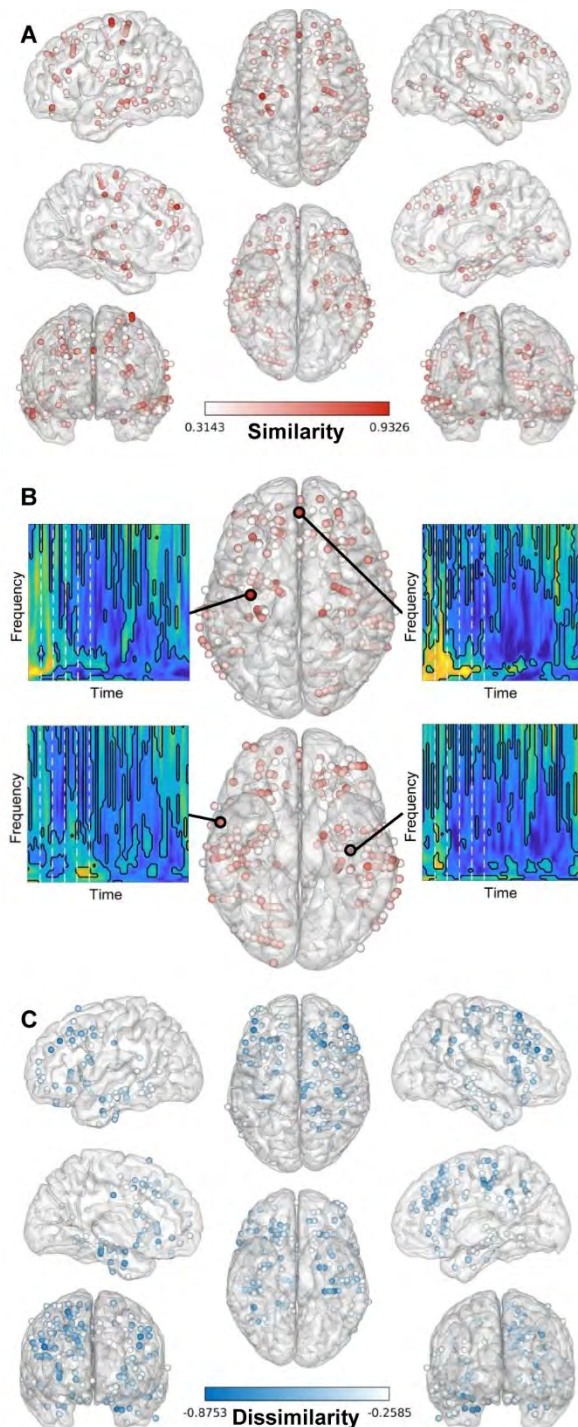 A
0.3143 Similarity 0.9326
B
Frequency
Time
Frequency
Time
Frequency
Time
Frequency
Time
C
-0.8753 Dissimilarity -0.2585